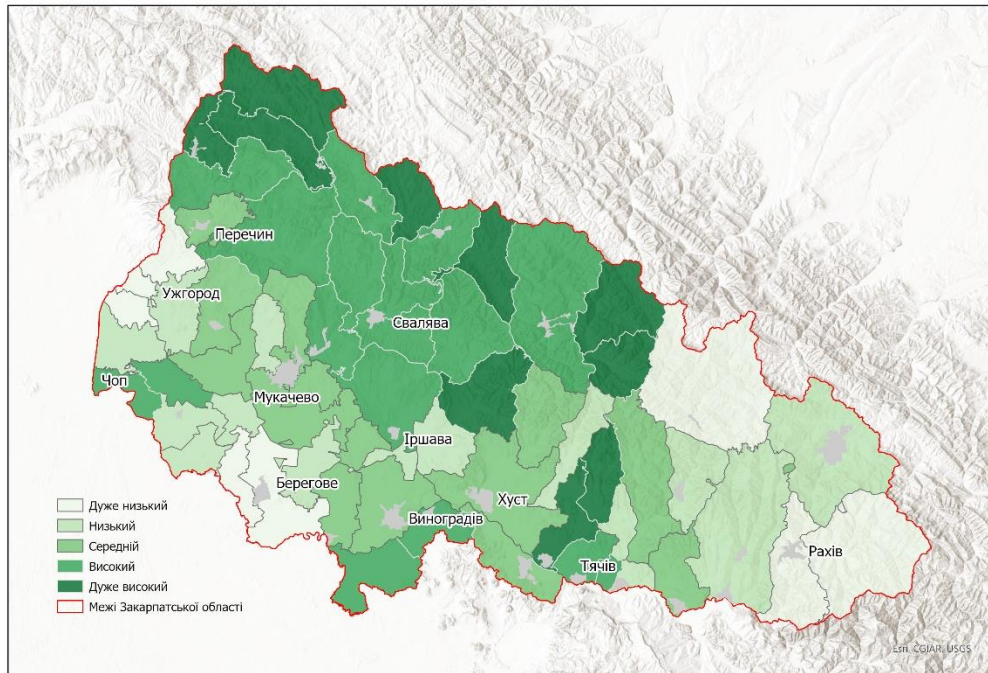 Перечин
Ужгород
Свалява
Чоп
Мукачево
Іршава
Берегове
Хуст
Виноградів
Тячів
Рахів
Дуже низький
Низький
Середній
Високий
Дуже високий
Межі Закарпатської області
Esri, CGIAR, USGS